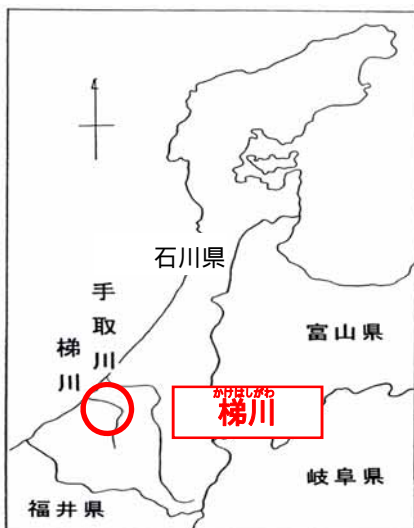 石川県
手取川
梯川
富山県
かけはしがわ
梯川
岐阜県
福井県